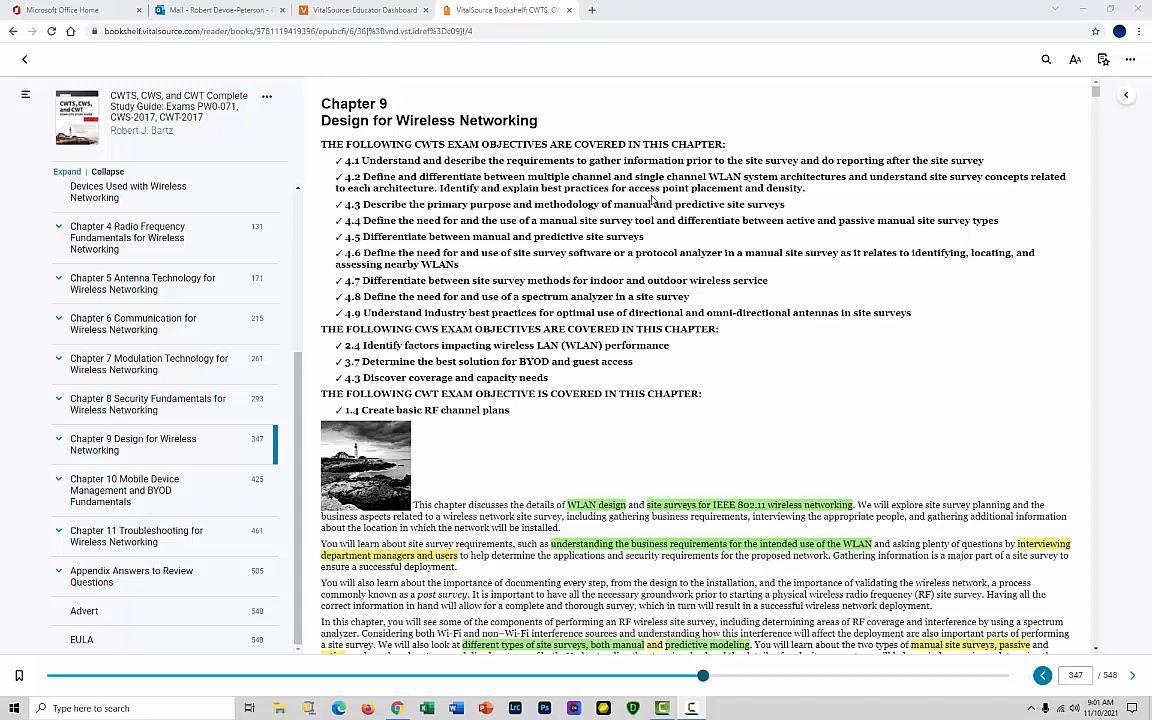 Microsoft Office Home
Mail - Robert Devoe-Peterson -
VitalSource: Educator Dashboard
VitalSource Bookshelf: CWTS, CW
bookshelf.vitalsource.com/reader/books/9781119419396/epubcfi/6/36[%3Bvnd.vst.idref%3Dc09]!/4
CWTS, CWS, and CWT Complete
Study Guide: Exams PW0-071,
CWS-2017, CWT-2017
Robert J. Bartz
Expand | Collapse
Devices Used with Wireless
Networking
Chapter 4 Radio Frequency 131
Fundamentals for Wireless
Networking
Chapter 5 Antenna Technology for 171
Wireless Networking
Chapter 6 Communication for 215
Wireless Networking
Chapter 7 Modulation Technology for 261
Wireless Networking
Chapter 8 Security Fundamentals for 293
Wireless Networking
Chapter 9 Design for Wireless 347
Networking
Chapter 10 Mobile Device 425
Management and BYOD
Fundamentals
Chapter 11 Troubleshooting for 461
Wireless Networking
Appendix Answers to Review 505
Questions
Advert 548
EULA 548
Chapter 9
Design for Wireless Networking
THE FOLLOWING CWTS EXAM OBJECTIVES ARE COVERED IN THIS CHAPTER:
✓ 4.1 Understand and describe the requirements to gather information prior to the site survey and do reporting after the site survey
✓ 4.2 Define and differentiate between multiple channel and single channel WLAN system architectures and understand site survey concepts related
to each architecture. Identify and explain best practices for access point placement and density.
✓ 4.3 Describe the primary purpose and methodology of manual and predictive site surveys
✓ 4.4 Define the need for and the use of a manual site survey tool and differentiate between active and passive manual site survey types
✓ 4.5 Differentiate between manual and predictive site surveys
✓ 4.6 Define the need for and use of site survey software or a protocol analyzer in a manual site survey as it relates to identifying, locating, and
assessing nearby WLANs
✓ 4.7 Differentiate between site survey methods for indoor and outdoor wireless service
✓ 4.8 Define the need for and use of a spectrum analyzer in a site survey
✓ 4.9 Understand industry best practices for optimal use of directional and omni-directional antennas in site surveys
THE FOLLOWING CWS EXAM OBJECTIVES ARE COVERED IN THIS CHAPTER:
✓ 2.4 Identify factors impacting wireless LAN (WLAN) performance
✓ 3.7 Determine the best solution for BYOD and guest access
✓ 4.3 Discover coverage and capacity needs
THE FOLLOWING CWT EXAM OBJECTIVE IS COVERED IN THIS CHAPTER:
✓ 1.4 Create basic RF channel plans
This chapter discusses the details of WLAN design and site surveys for IEEE 802.11 wireless networking. We will explore site survey planning and the
business aspects related to a wireless network site survey, including gathering business requirements, interviewing the appropriate people, and gathering additional information
about the location in which the network will be installed.
You will learn about site survey requirements, such as understanding the business requirements for the intended use of the WLAN and asking plenty of questions by interviewing
department managers and users to help determine the applications and security requirements for the proposed network. Gathering information is a major part of a site survey to
ensure a successful deployment.
You will also learn about the importance of documenting every step, from the design to the installation, and the importance of validating the wireless network, a process
commonly known as a post survey. It is important to have all the necessary groundwork prior to starting a physical wireless radio frequency (RF) site survey. Having all the
correct information in hand will allow for a complete and thorough survey, which in turn will result in a successful wireless network deployment.
In this chapter, you will see some of the components of performing an RF wireless site survey, including determining areas of RF coverage and interference by using a spectrum
analyzer. Considering both Wi-Fi and non–Wi-Fi interference sources and understanding how this interference will affect the deployment are also important parts of performing
a site survey. We will also look at different types of site surveys, both manual and predictive modeling. You will learn about the two types of manual site surveys, passive and
347 / 548
Type here to search
9:01 AM
11/10/2021